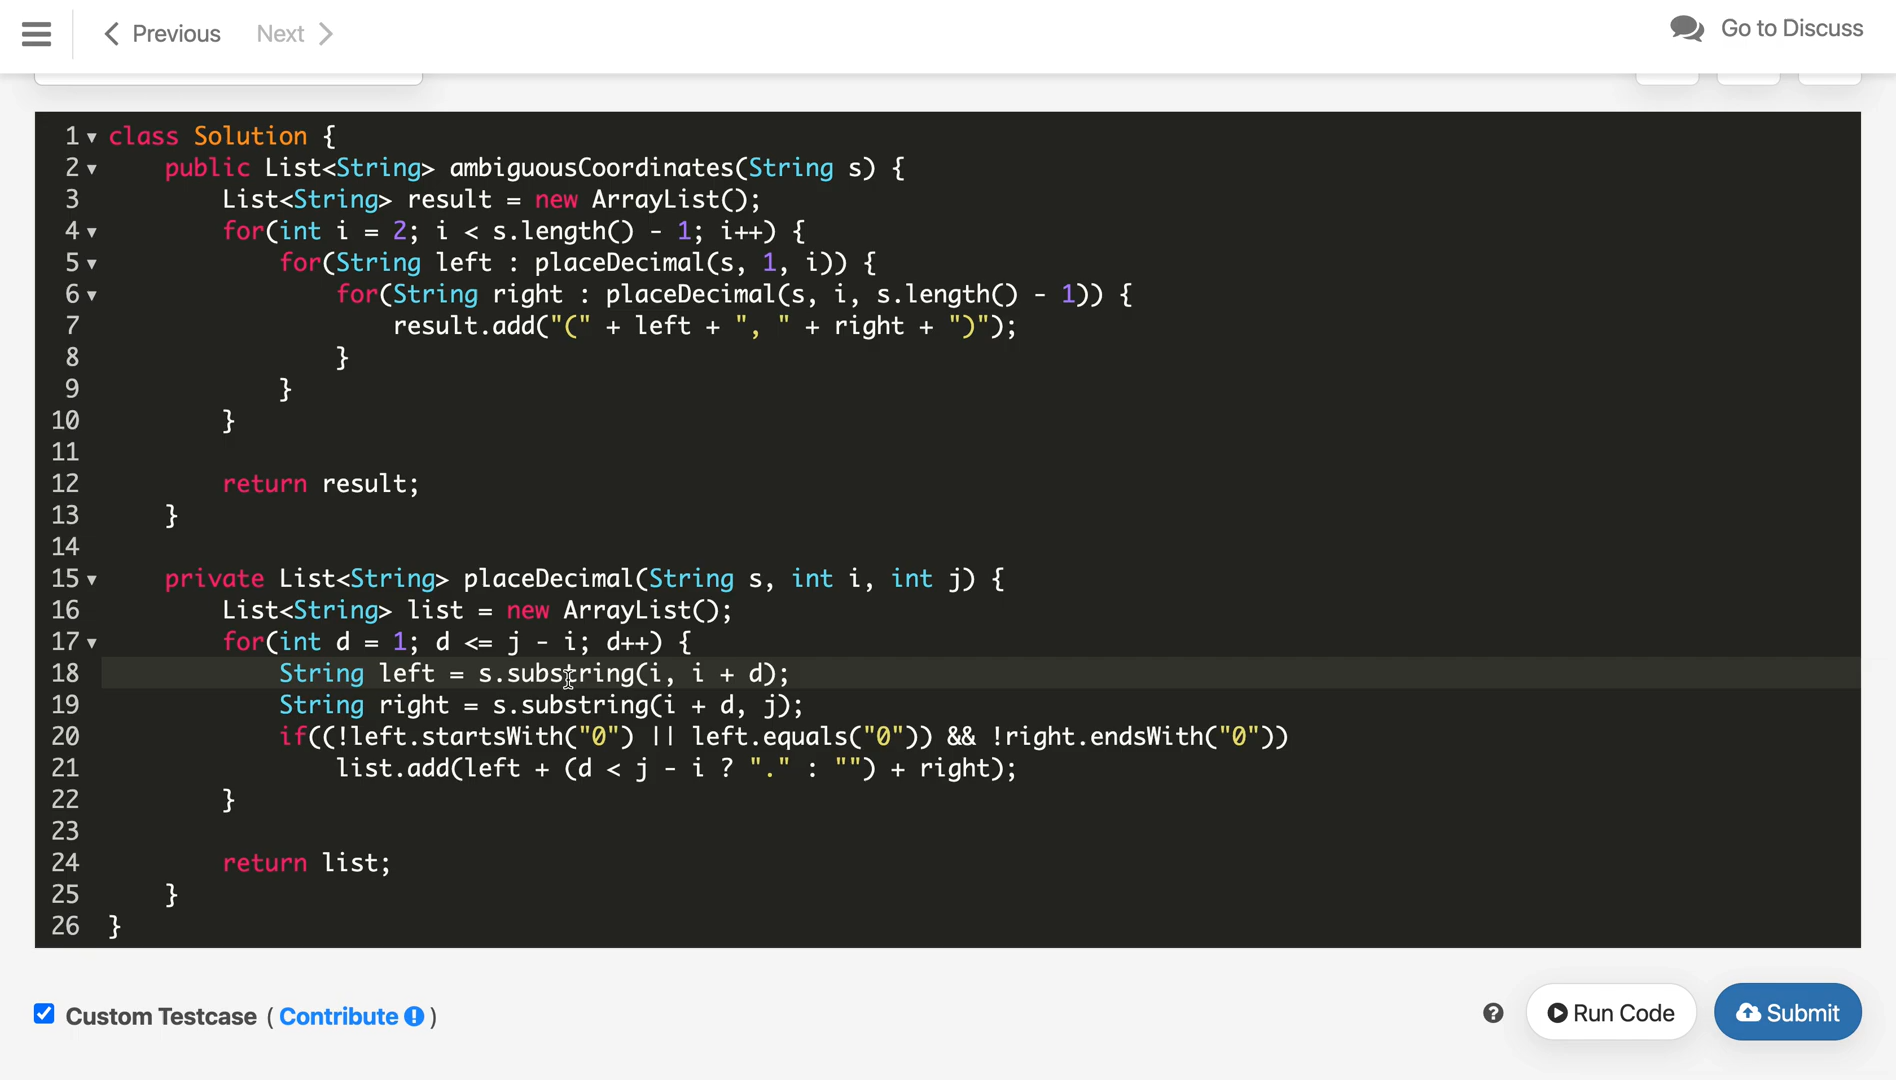 Previous Next Go to Discuss
1 class Solution {
2 public List<String> ambiguousCoordinates(String s) {
3 List<String> result = new ArrayList();
4 for(int i = 2; i < s.length() - 1; i++) {
5 for(String left : placeDecimal(s, 1, i)) {
6 for(String right : placeDecimal(s, i, s.length() - 1)) {
7 result.add("(" + left + ", " + right + ")");
8 }
9 }
10 }
11
12 return result;
13 }
14
15 private List<String> placeDecimal(String s, int i, int j) {
16 List<String> list = new ArrayList();
17 for(int d = 1; d <= j - i; d++) {
18 String left = s.substring(i, i + d);
19 String right = s.substring(i + d, j);
20 if((!left.startsWith("0") || left.equals("0")) && !right.endsWith("0"))
21 list.add(left + (d < j - i ? "." : "") + right);
22 }
23
24 return list;
25 }
26 }
Custom Testcase ( Contribute ! ) ? Run Code Submit